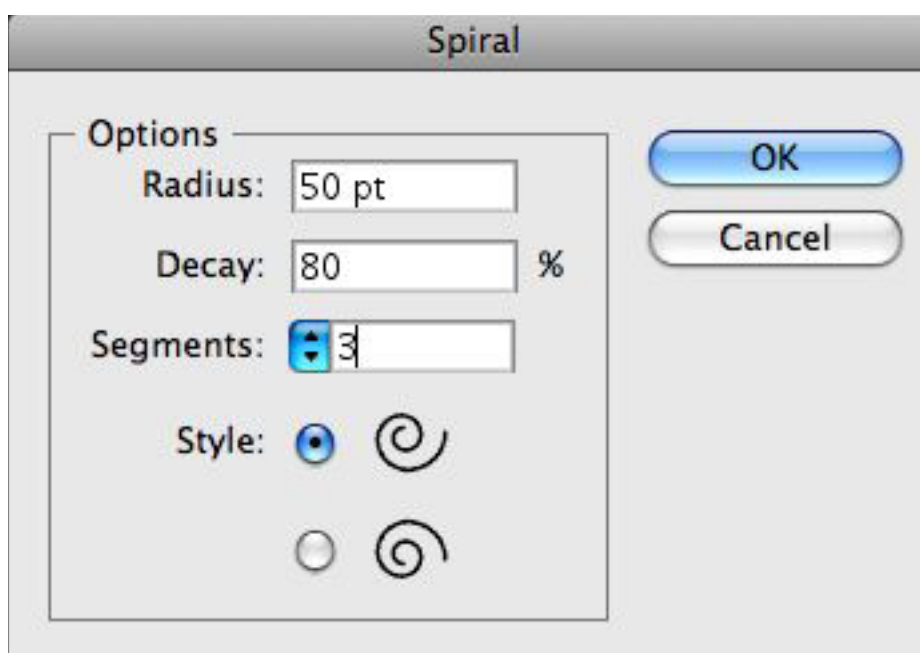 Spiral
Options
Radius: 50 pt
OK
Decay: 80 %
Cancel
Segments: 3
Style: